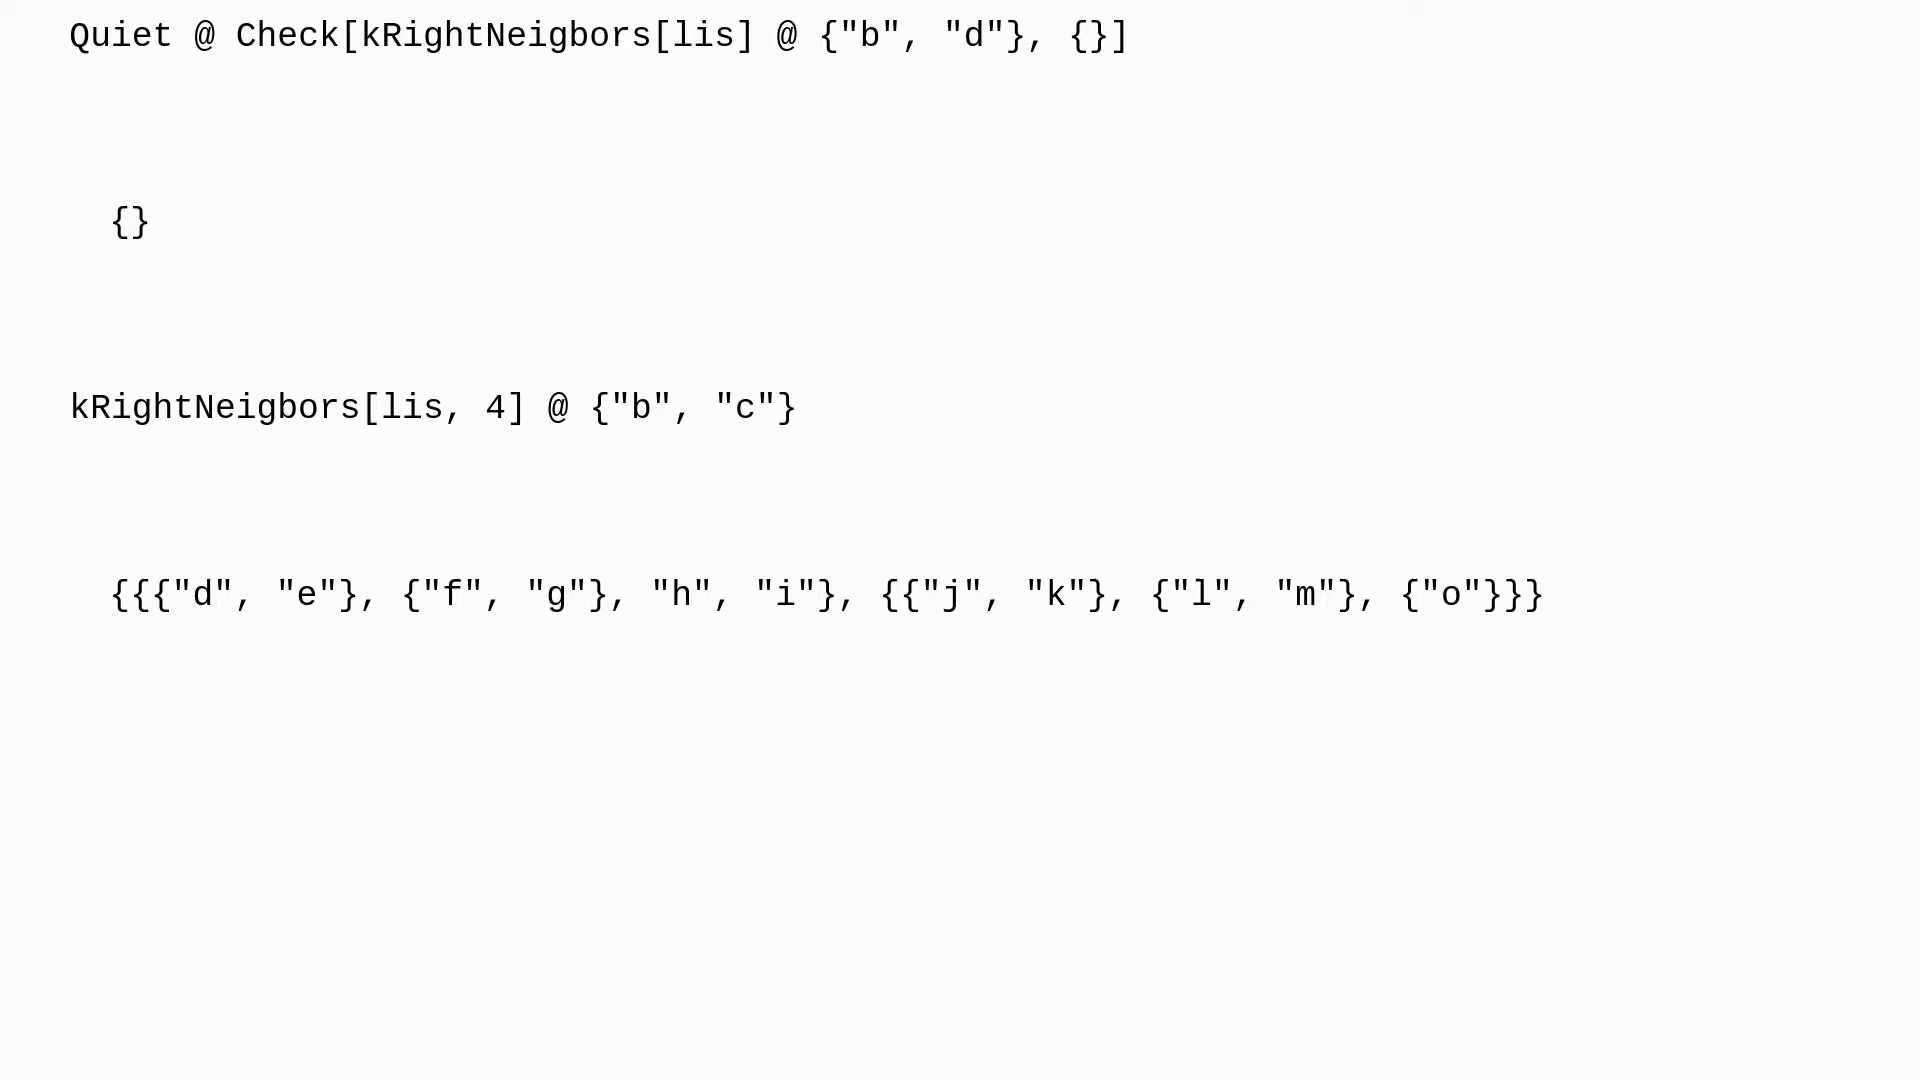 Quiet @ Check[kRightNeigbors[lis] @ {"b", "d"}, {}]
{}
kRightNeigbors[lis, 4] @ {"b", "c"}
{{{"d", "e"}, {"f", "g"}, "h", "i"}, {{"j", "k"}, {"l", "m"}, {"o"}}}